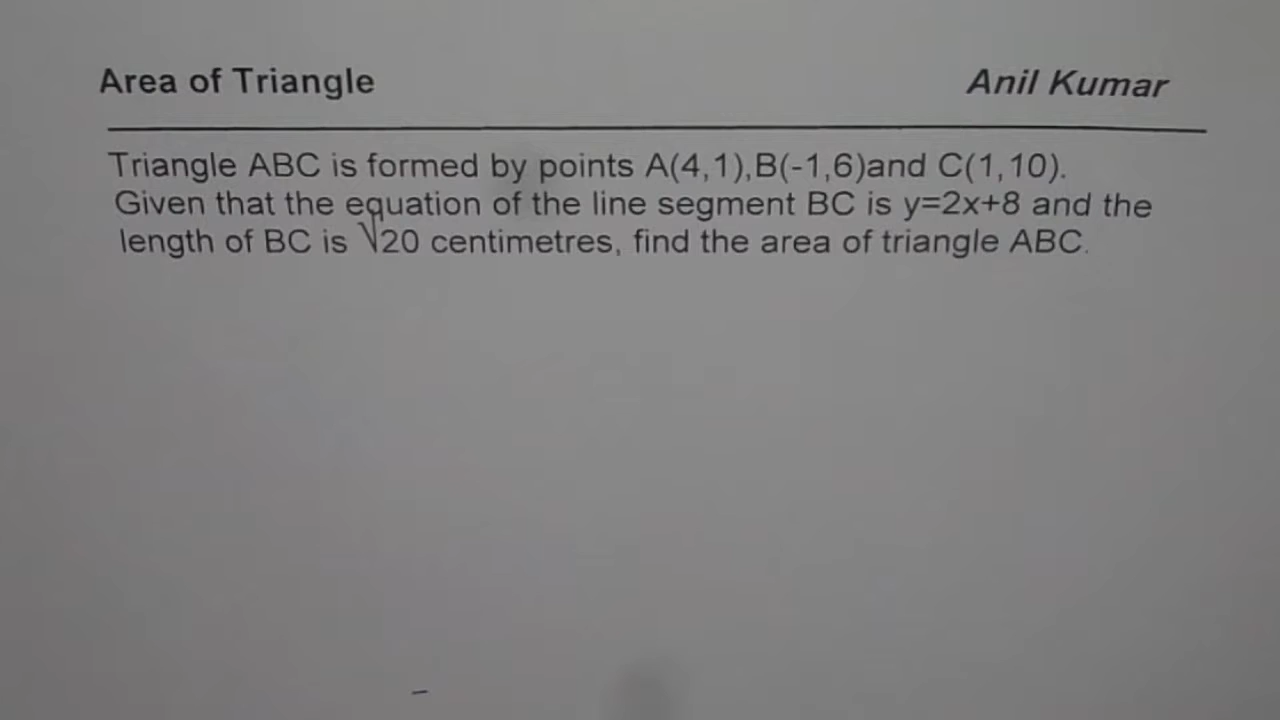 Area of Triangle Anil Kumar
Triangle ABC is formed by points A(4,1),B(-1,6)and C(1,10).
Given that the equation of the line segment BC is y=2x+8 and the
length of BC is √20 centimetres, find the area of triangle ABC.